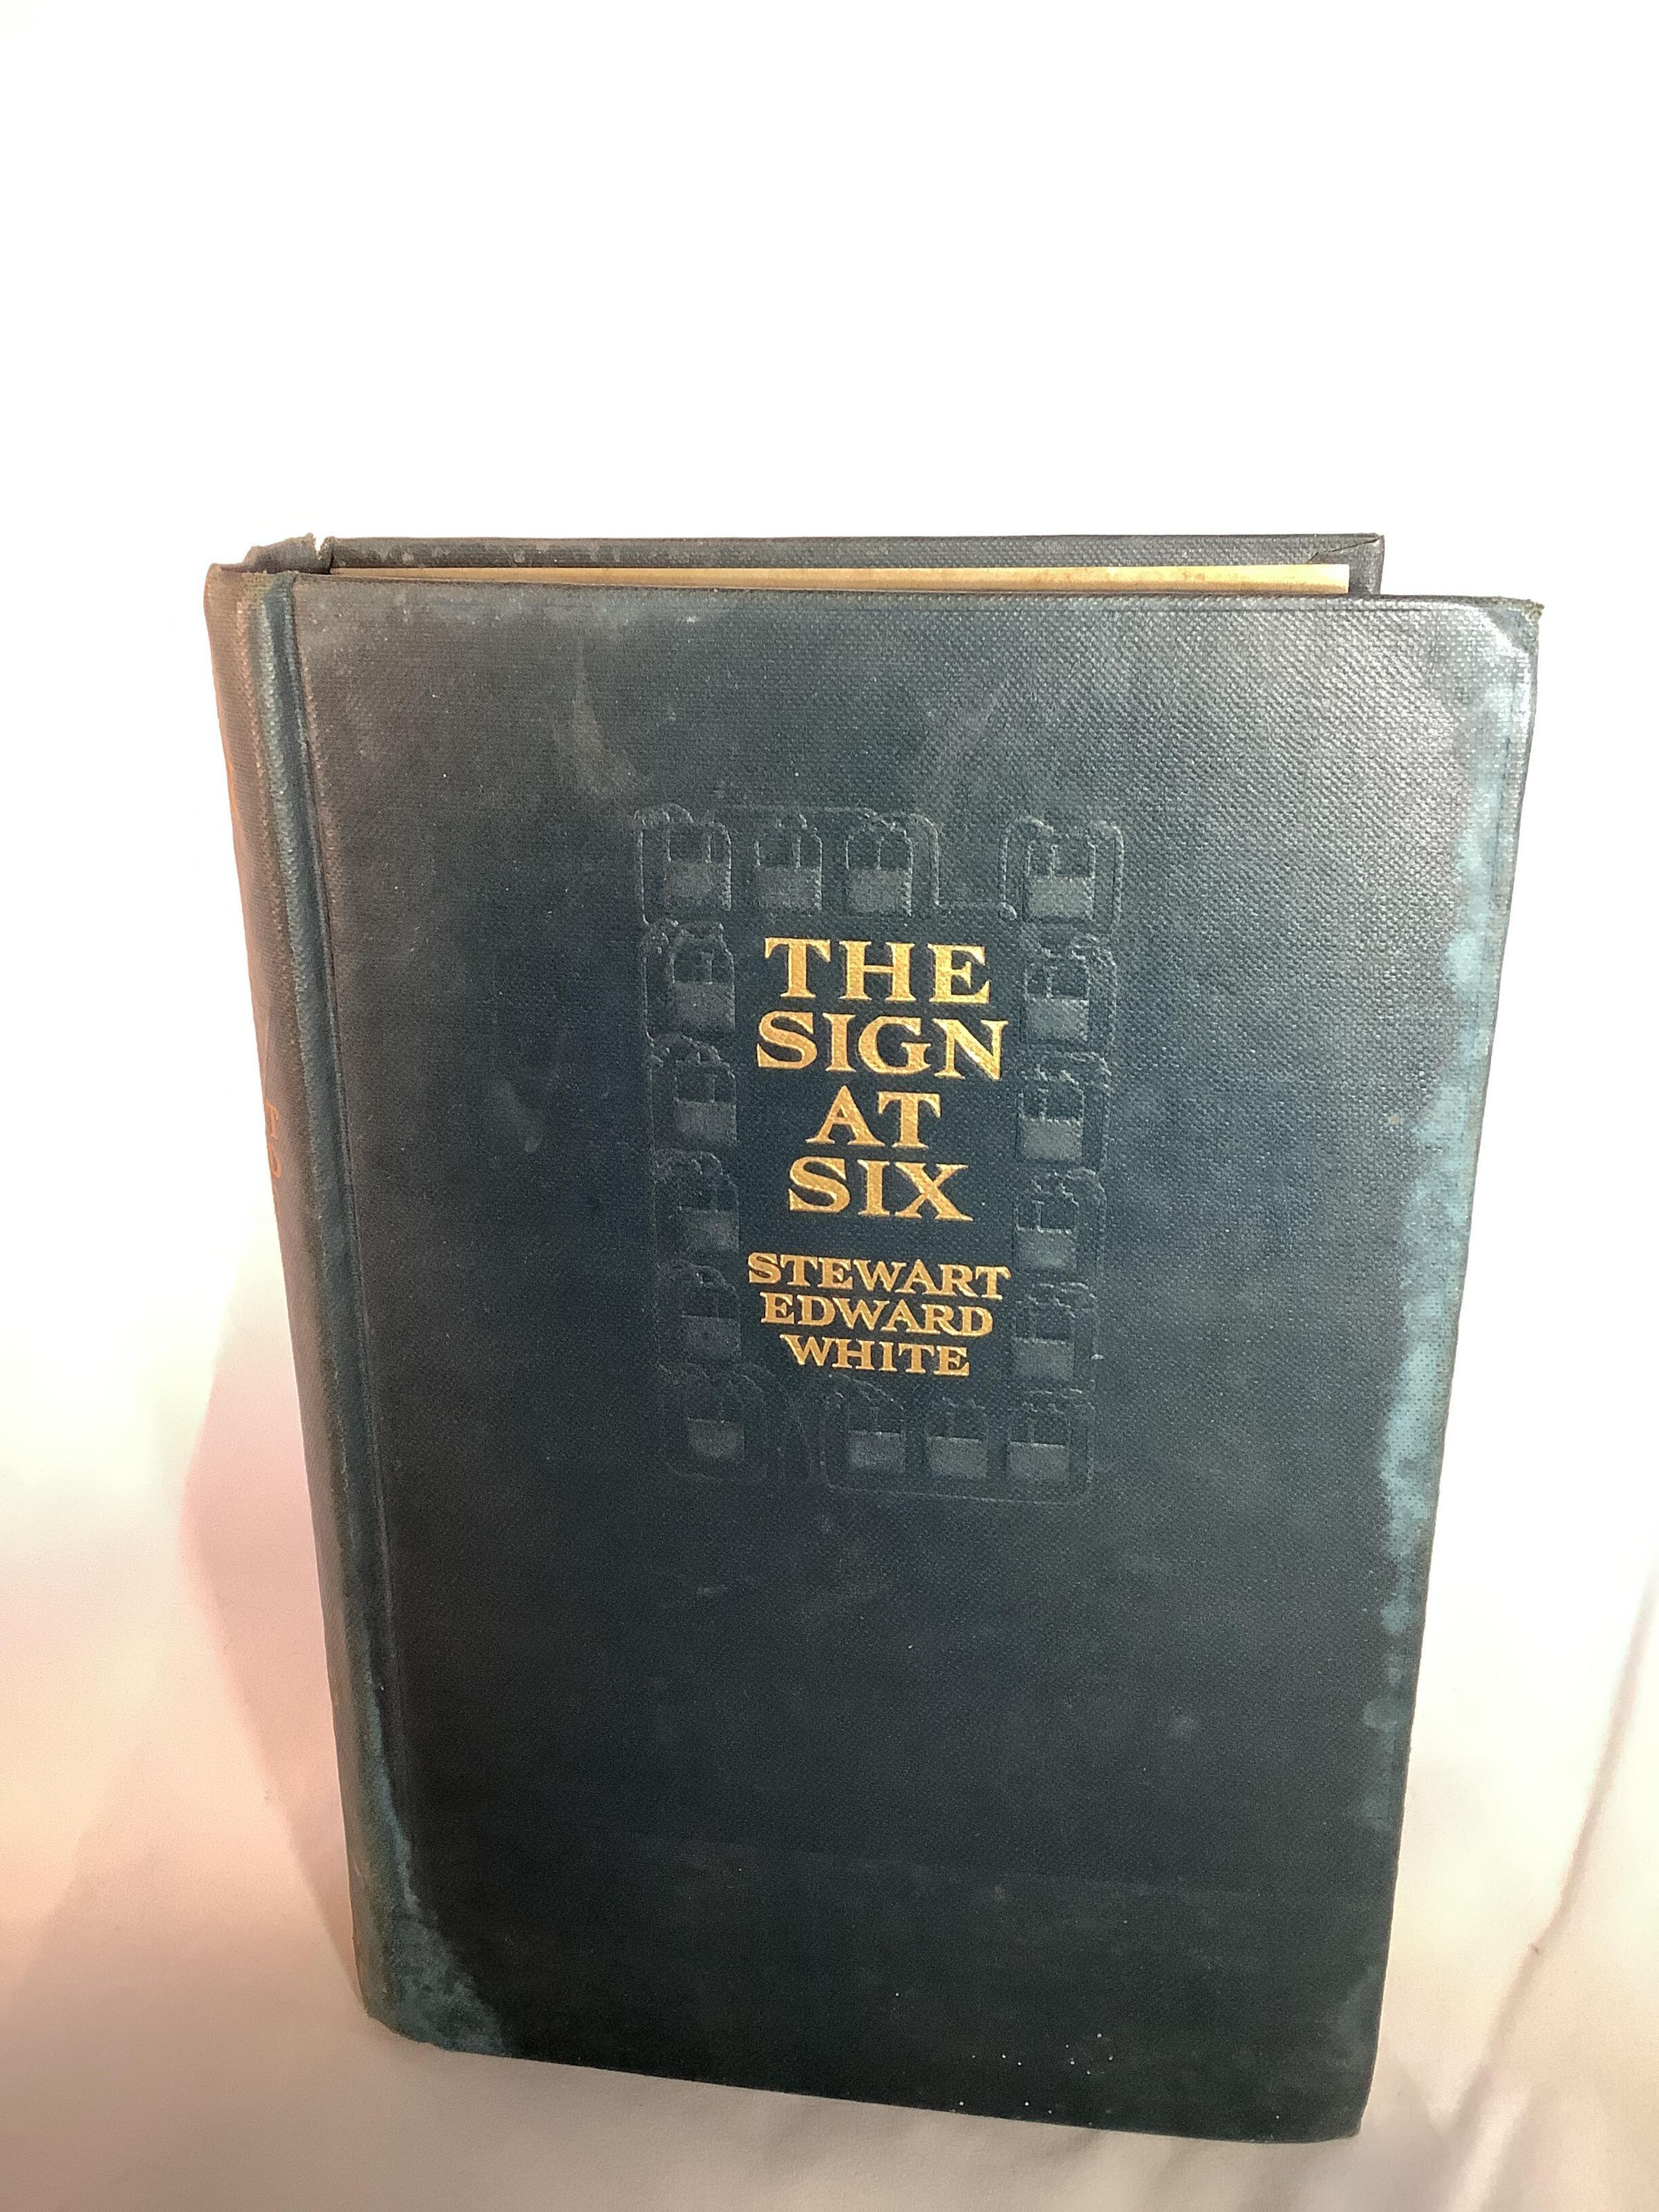 THE
SIGN
AT
SIX
STEWART
EDWARD
WHITE